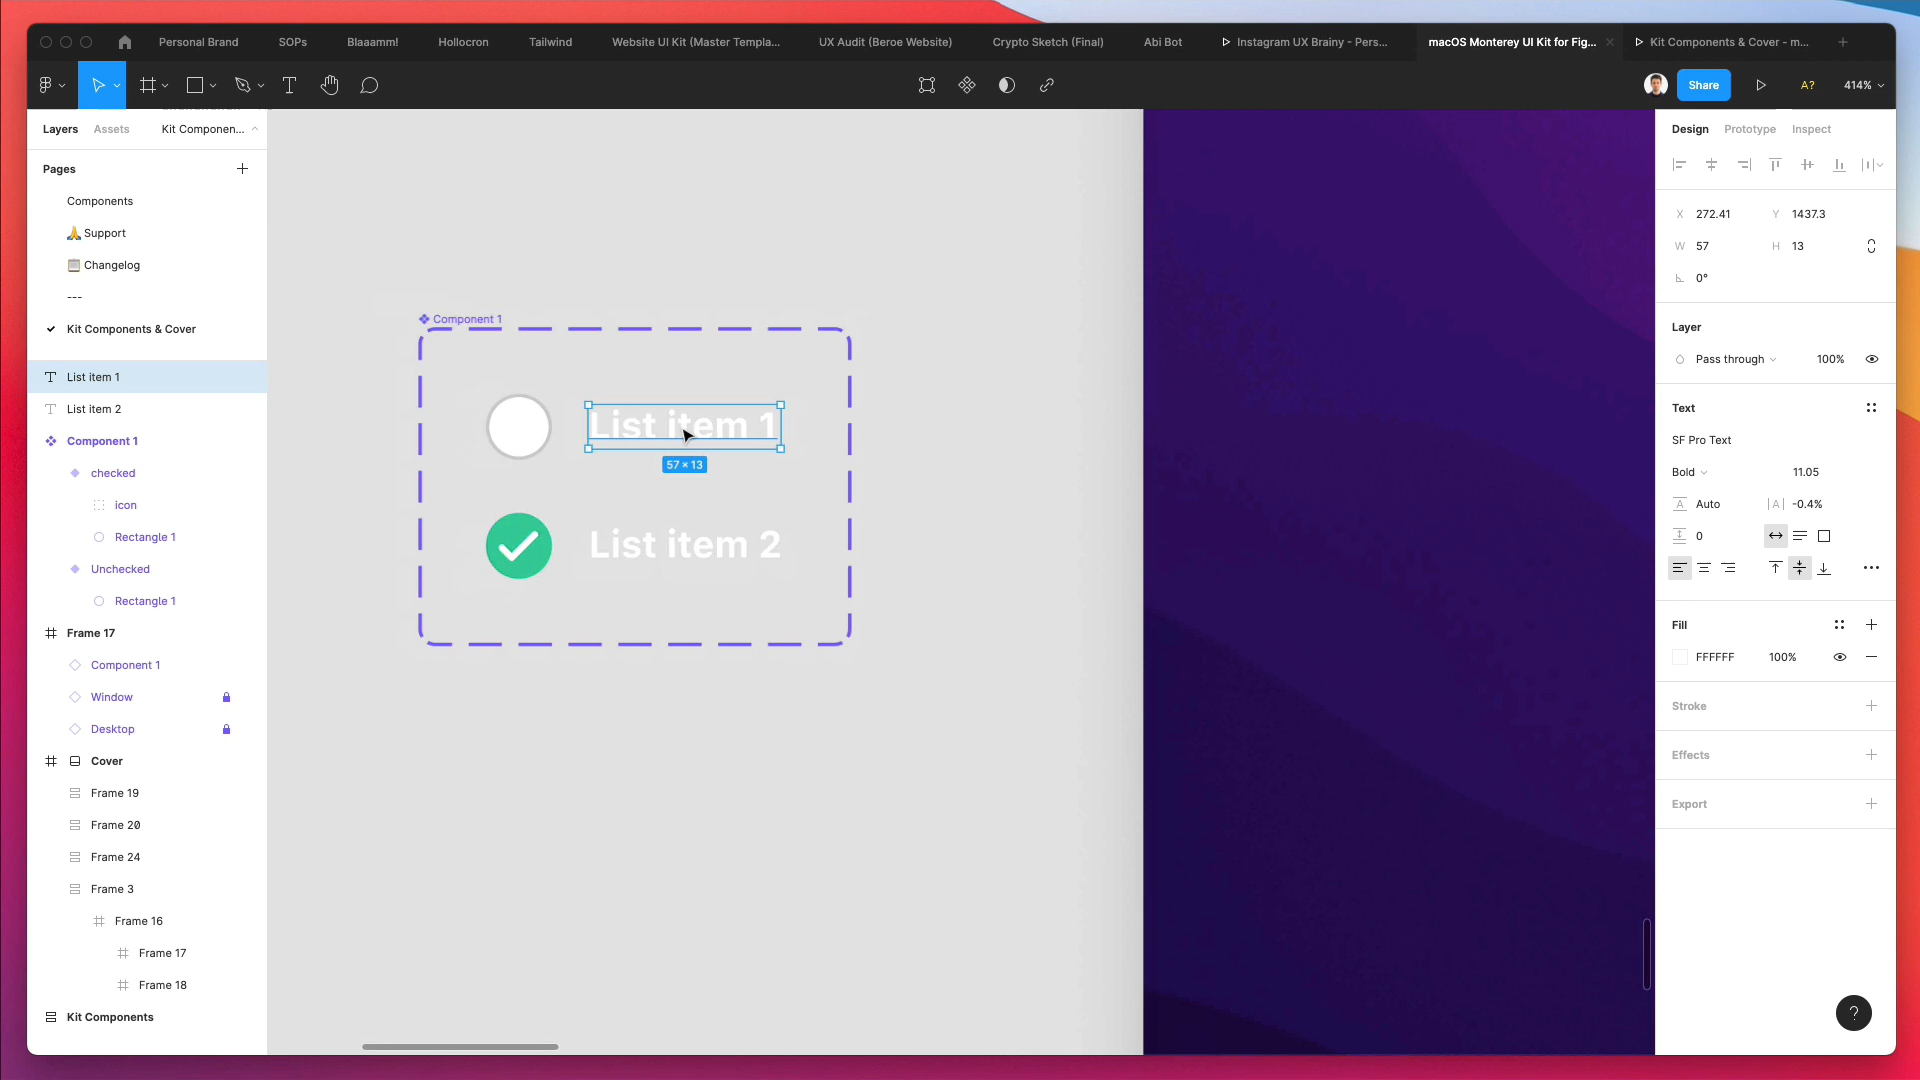 Personal Brand
SOPs
Blaaamm!
Hollocron
Tailwind
Website UI Kit (Master Templa...
UX Audit (Beroe Website)
Crypto Sketch (Final)
Abi Bot
Instagram UX Brainy - Pers...
macOS Monterey UI Kit for Fig...
Kit Components & Cover - m...
Share
A?
414%
Layers
Assets
Kit Componen...
Pages
Components
🙏 Support
📋 Changelog
---
Kit Components & Cover
List item 1
List item 2
Component 1
checked
icon
Rectangle 1
Unchecked
Rectangle 1
Frame 17
Component 1
Window
Desktop
Cover
Frame 19
Frame 20
Frame 24
Frame 3
Frame 16
Frame 17
Frame 18
Kit Components
Component 1
List item 1
57 × 13
List item 2
Design
Prototype
Inspect
X 272.41
Y 1437.3
W 57
H 13
0°
Layer
Pass through
100%
Text
SF Pro Text
Bold
11.05
A Auto
|A| -0.4%
0
Fill
FFFFFF
100%
Stroke
Effects
Export
?